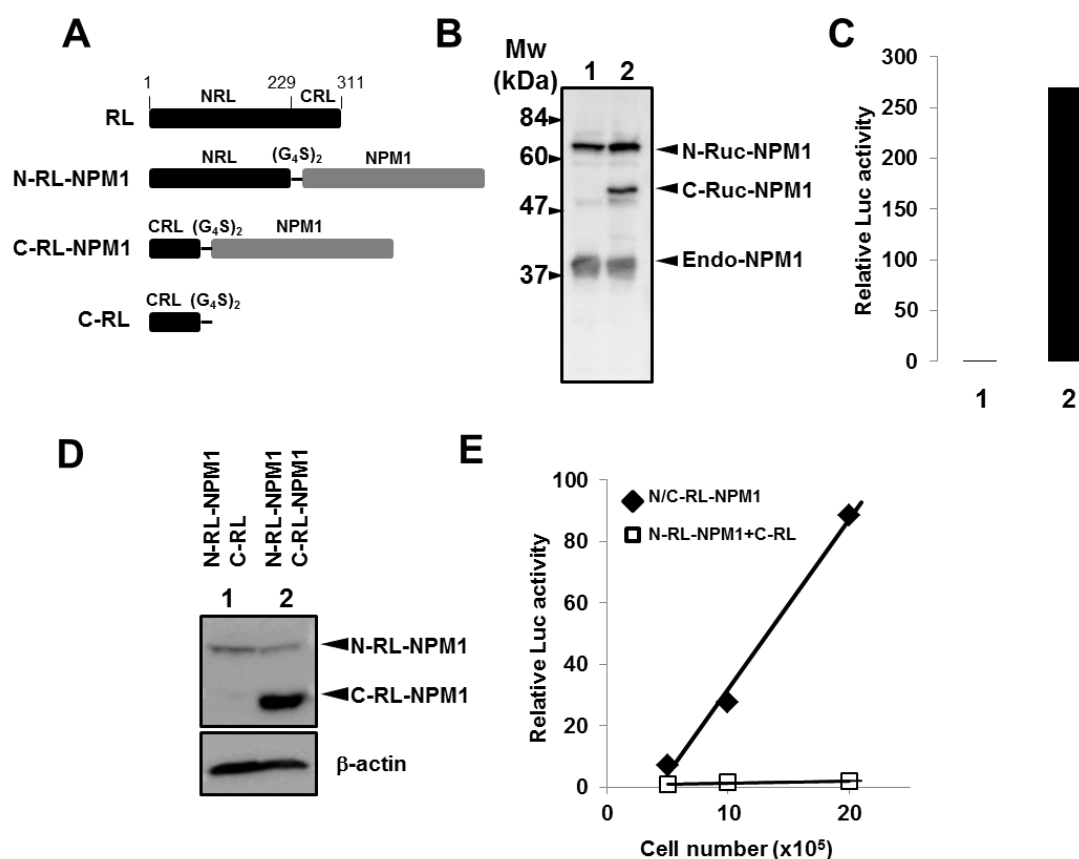 A
1 229 311
NRL CRL
RL
NRL (G₄S)₂ NPM1
N-RL-NPM1
CRL (G₄S)₂ NPM1
C-RL-NPM1
CRL (G₄S)₂
C-RL
B
Mw
(kDa)
1 2
84
60
47
37
N-Ruc-NPM1
C-Ruc-NPM1
Endo-NPM1
C
Relative Luc activity
300
250
200
150
100
50
0
1 2
D
N-RL-NPM1
C-RL
N-RL-NPM1
C-RL-NPM1
1 2
N-RL-NPM1
C-RL-NPM1
β-actin
E
Relative Luc activity
100
80
60
40
20
0
N/C-RL-NPM1
N-RL-NPM1+C-RL
0 10 20
Cell number (x10⁵)